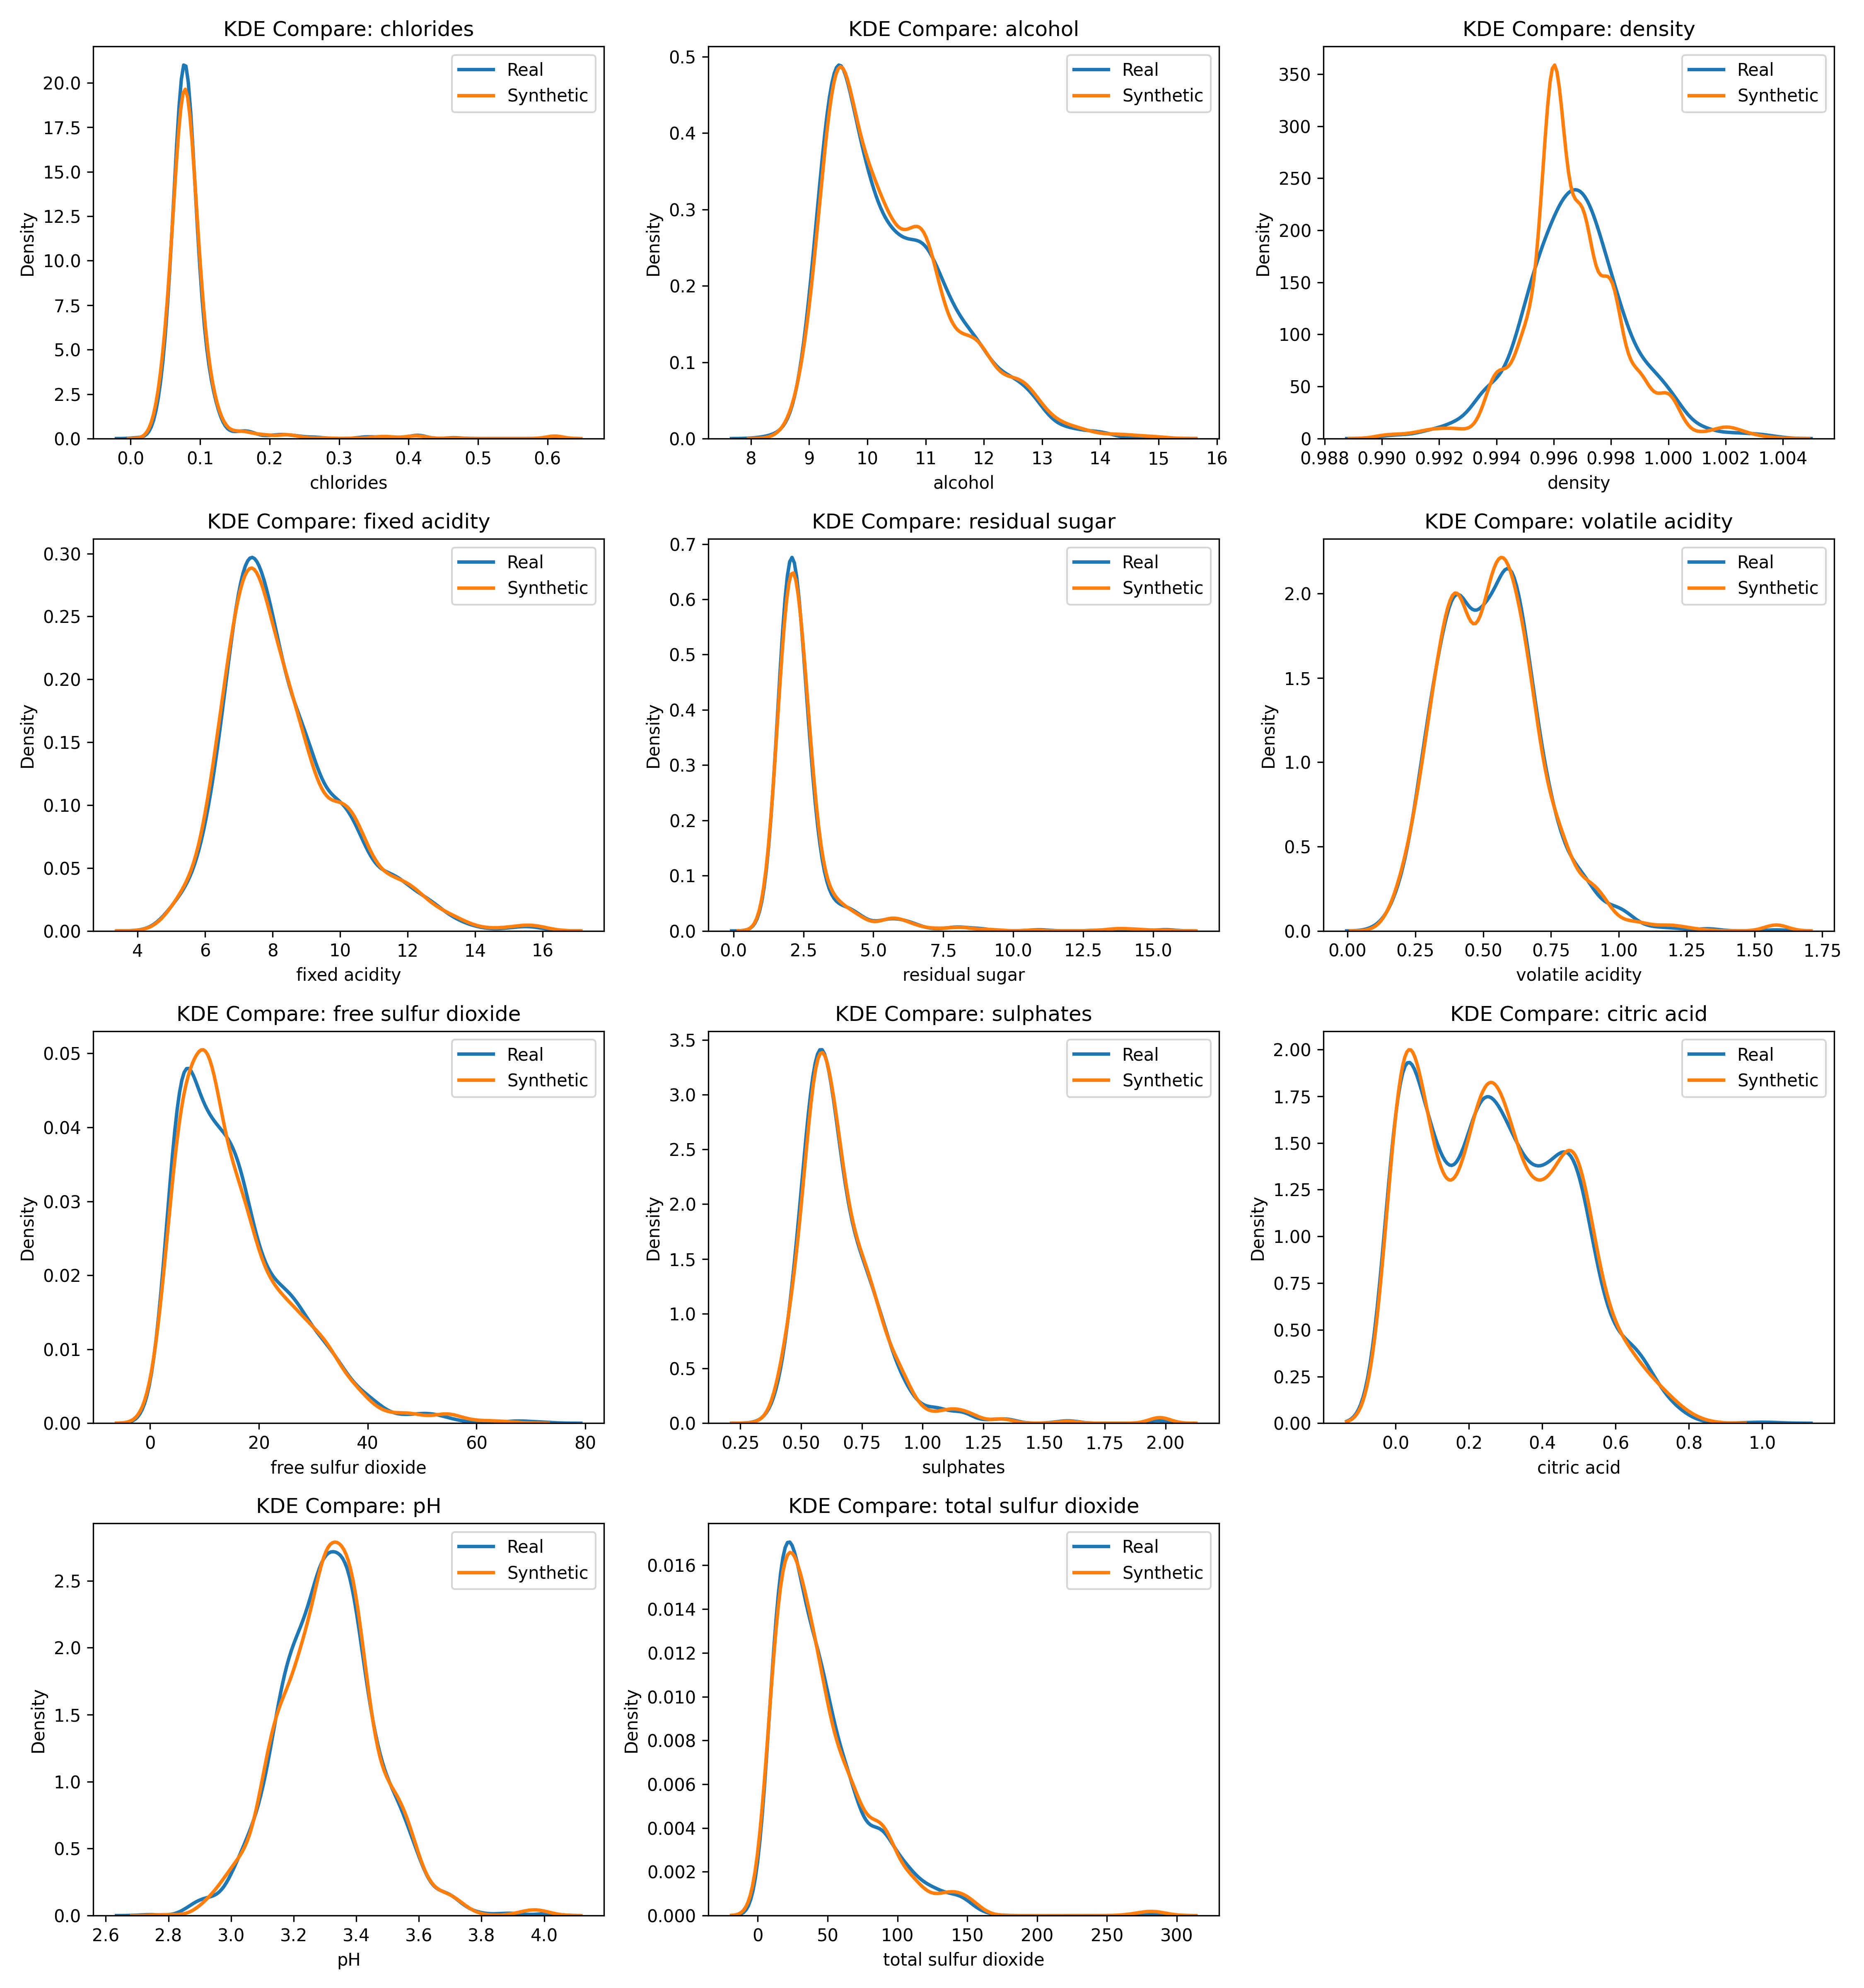 KDE Compare: chlorides
Real
Synthetic
20.0
17.5
15.0
12.5
10.0
7.5
5.0
2.5
0.0
Density
0.0 0.1 0.2 0.3 0.4 0.5 0.6
chlorides
KDE Compare: alcohol
Real
Synthetic
0.5
0.4
0.3
0.2
0.1
0.0
Density
8 9 10 11 12 13 14 15 16
alcohol
KDE Compare: density
Real
Synthetic
350
300
250
200
150
100
50
0
Density
0.988 0.990 0.992 0.994 0.996 0.998 1.000 1.002 1.004
density
KDE Compare: fixed acidity
Real
Synthetic
0.30
0.25
0.20
0.15
0.10
0.05
0.00
Density
4 6 8 10 12 14 16
fixed acidity
KDE Compare: residual sugar
Real
Synthetic
0.7
0.6
0.5
0.4
0.3
0.2
0.1
0.0
Density
0.0 2.5 5.0 7.5 10.0 12.5 15.0
residual sugar
KDE Compare: volatile acidity
Real
Synthetic
2.0
1.5
1.0
0.5
0.0
Density
0.00 0.25 0.50 0.75 1.00 1.25 1.50 1.75
volatile acidity
KDE Compare: free sulfur dioxide
Real
Synthetic
0.05
0.04
0.03
0.02
0.01
0.00
Density
0 20 40 60 80
free sulfur dioxide
KDE Compare: sulphates
Real
Synthetic
3.5
3.0
2.5
2.0
1.5
1.0
0.5
0.0
Density
0.25 0.50 0.75 1.00 1.25 1.50 1.75 2.00
sulphates
KDE Compare: citric acid
Real
Synthetic
2.00
1.75
1.50
1.25
1.00
0.75
0.50
0.25
0.00
Density
0.0 0.2 0.4 0.6 0.8 1.0
citric acid
KDE Compare: pH
Real
Synthetic
2.5
2.0
1.5
1.0
0.5
0.0
Density
2.6 2.8 3.0 3.2 3.4 3.6 3.8 4.0
pH
KDE Compare: total sulfur dioxide
Real
Synthetic
0.016
0.014
0.012
0.010
0.008
0.006
0.004
0.002
0.000
Density
0 50 100 150 200 250 300
total sulfur dioxide